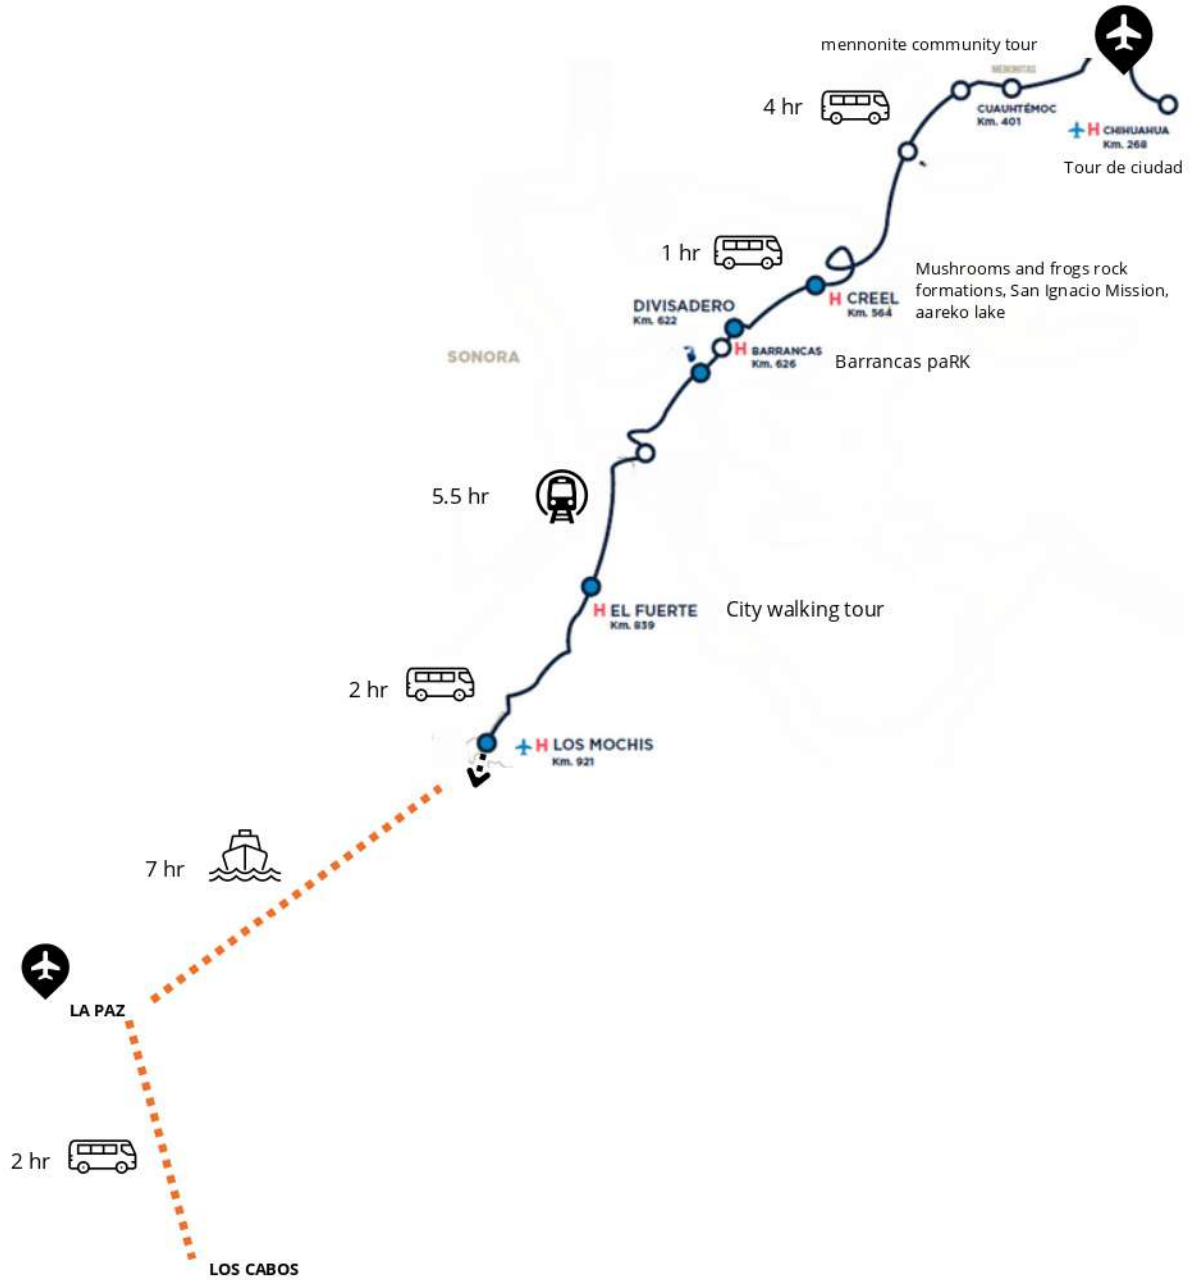 mennonite community tour
MENONITAS
4 hr
CUAUHTÉMOC
Km. 401
H CHIHUAHUA
Km. 268
Tour de ciudad
1 hr
Mushrooms and frogs rock
formations, San Ignacio Mission,
aareko lake
H CREEL
Km. 564
DIVISADERO
Km. 622
H BARRANCAS
Km. 626
Barrancas paRK
SONORA
5.5 hr
H EL FUERTE
Km. 839
City walking tour
2 hr
H LOS MOCHIS
Km. 921
7 hr
LA PAZ
2 hr
LOS CABOS